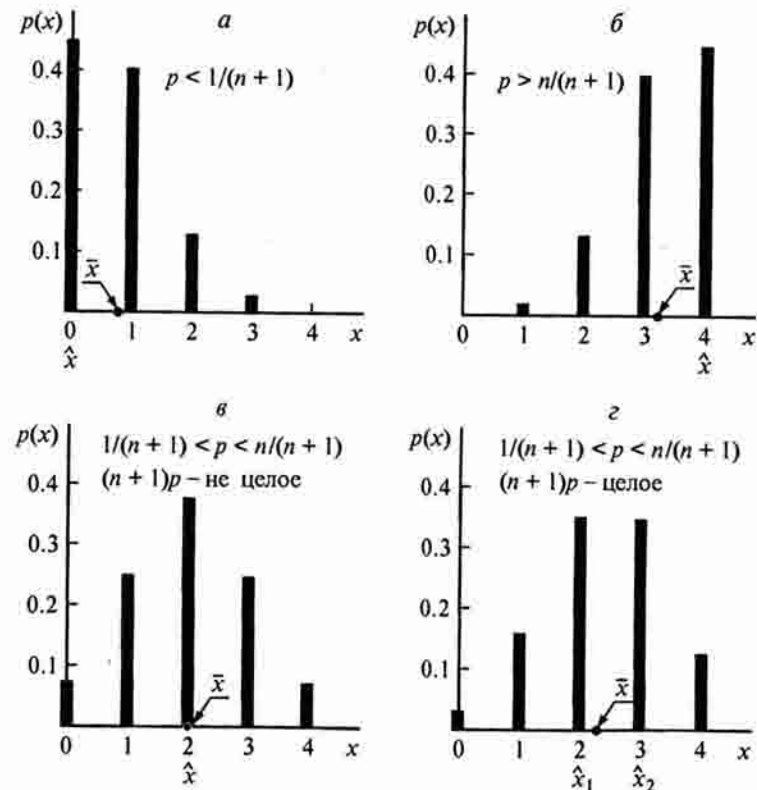 а
p(x)
0.4
p < 1/(n + 1)
0.3
0.2
0.1
x̄
0 1 2 3 4 x
x̂
б
p(x)
0.4
p > n/(n + 1)
0.3
0.2
0.1
x̄
0 1 2 3 4 x
x̂
в
p(x)
1/(n + 1) < p < n/(n + 1)
(n + 1)p – не целое
0.4
0.3
0.2
0.1
x̄
0 1 2 3 4 x
x̂
г
p(x)
1/(n + 1) < p < n/(n + 1)
(n + 1)p – целое
0.4
0.3
0.2
0.1
x̄
0 1 2 3 4 x
x̂₁ x̂₂